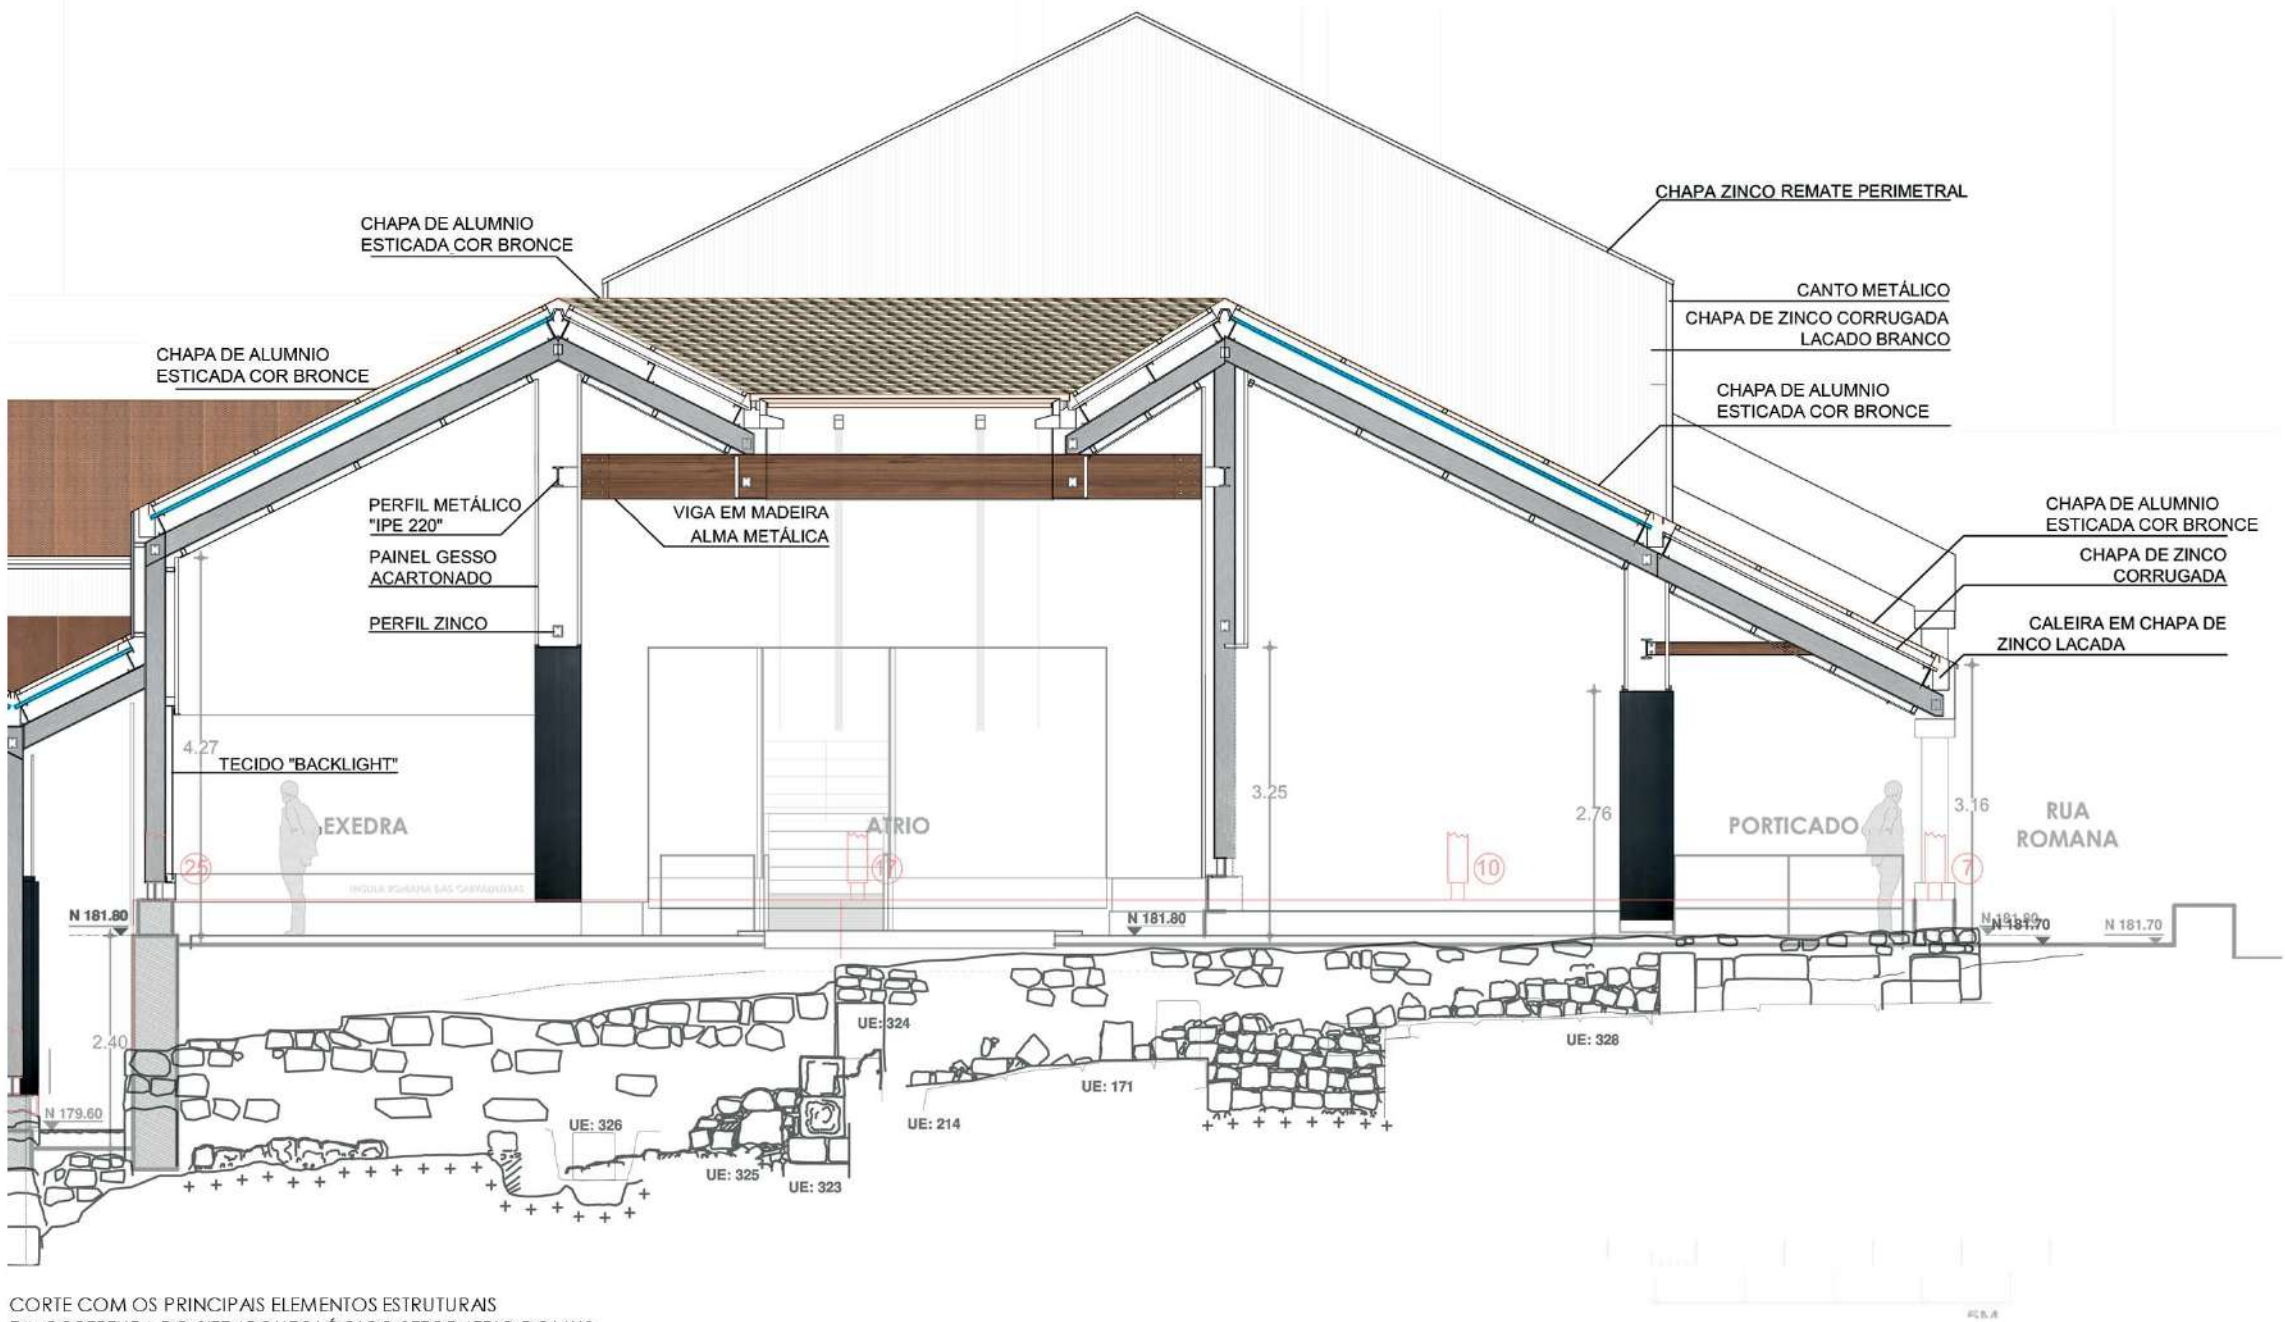 CHAPA ZINCO REMATE PERIMETRAL
CHAPA DE ALUMNIO
ESTICADA COR BRONCE
CANTO METÁLICO
CHAPA DE ZINCO CORRUGADA
LACADO BRANCO
CHAPA DE ALUMNIO
ESTICADA COR BRONCE
CHAPA DE ALUMNIO
ESTICADA COR BRONCE
PERFIL METÁLICO
"IPE 220"
VIGA EM MADEIRA
ALMA METÁLICA
CHAPA DE ALUMNIO
ESTICADA COR BRONCE
PAINEL GESSO
ACARTONADO
CHAPA DE ZINCO
CORRUGADA
PERFIL ZINCO
CALEIRA EM CHAPA DE
ZINCO LACADA
4.27
TECIDO "BACKLIGHT"
3.25
2.76
3.16
EXEDRA
ATRIO
PORTICADO
RUA
ROMANA
25
17
10
7
N 181.80
N 181.80
N 181.80
N 181.70
N 181.70
2.40
UE: 324
UE: 328
UE: 171
N 179.60
UE: 326
UE: 214
UE: 325
UE: 323
CORTE COM OS PRINCIPAIS ELEMENTOS ESTRUTURAIS